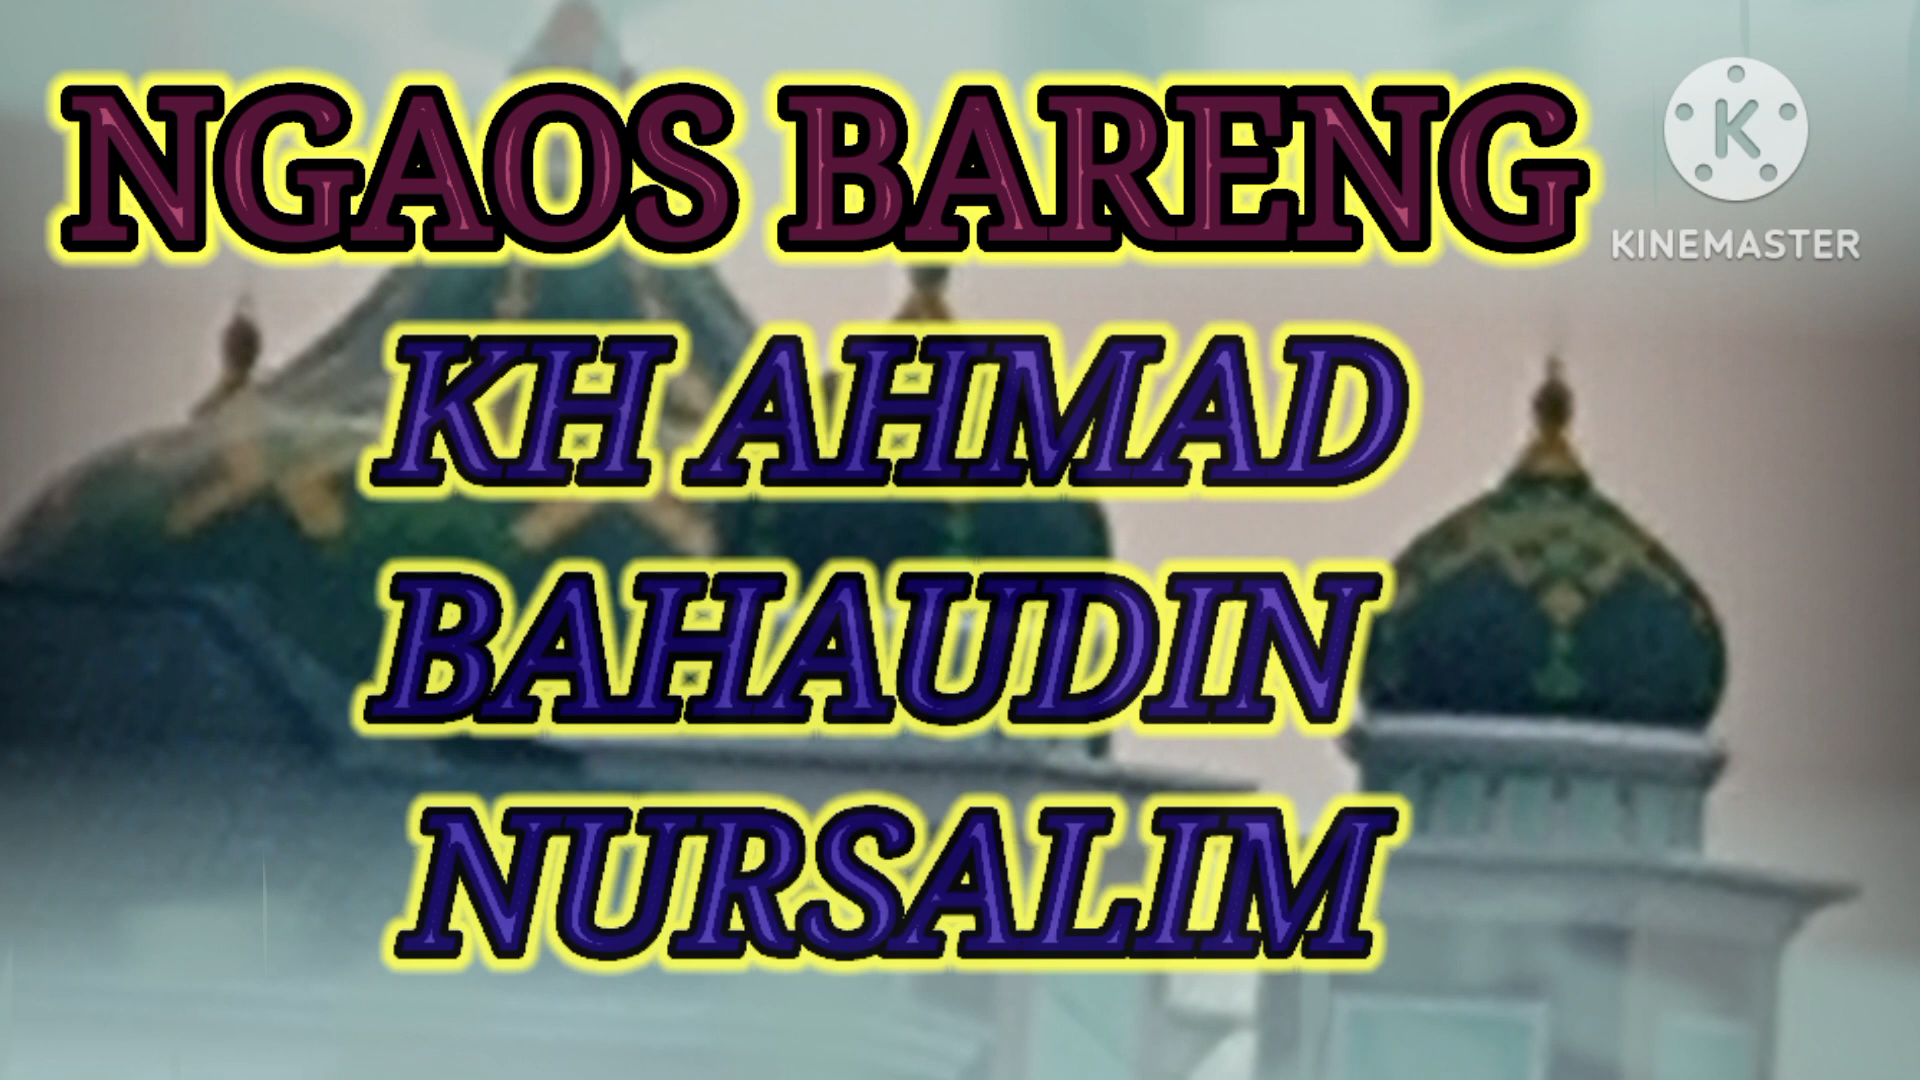 NGAOS BARENG
KINEMASTER
KH AHMAD
BAHAUDIN
NURSALIM